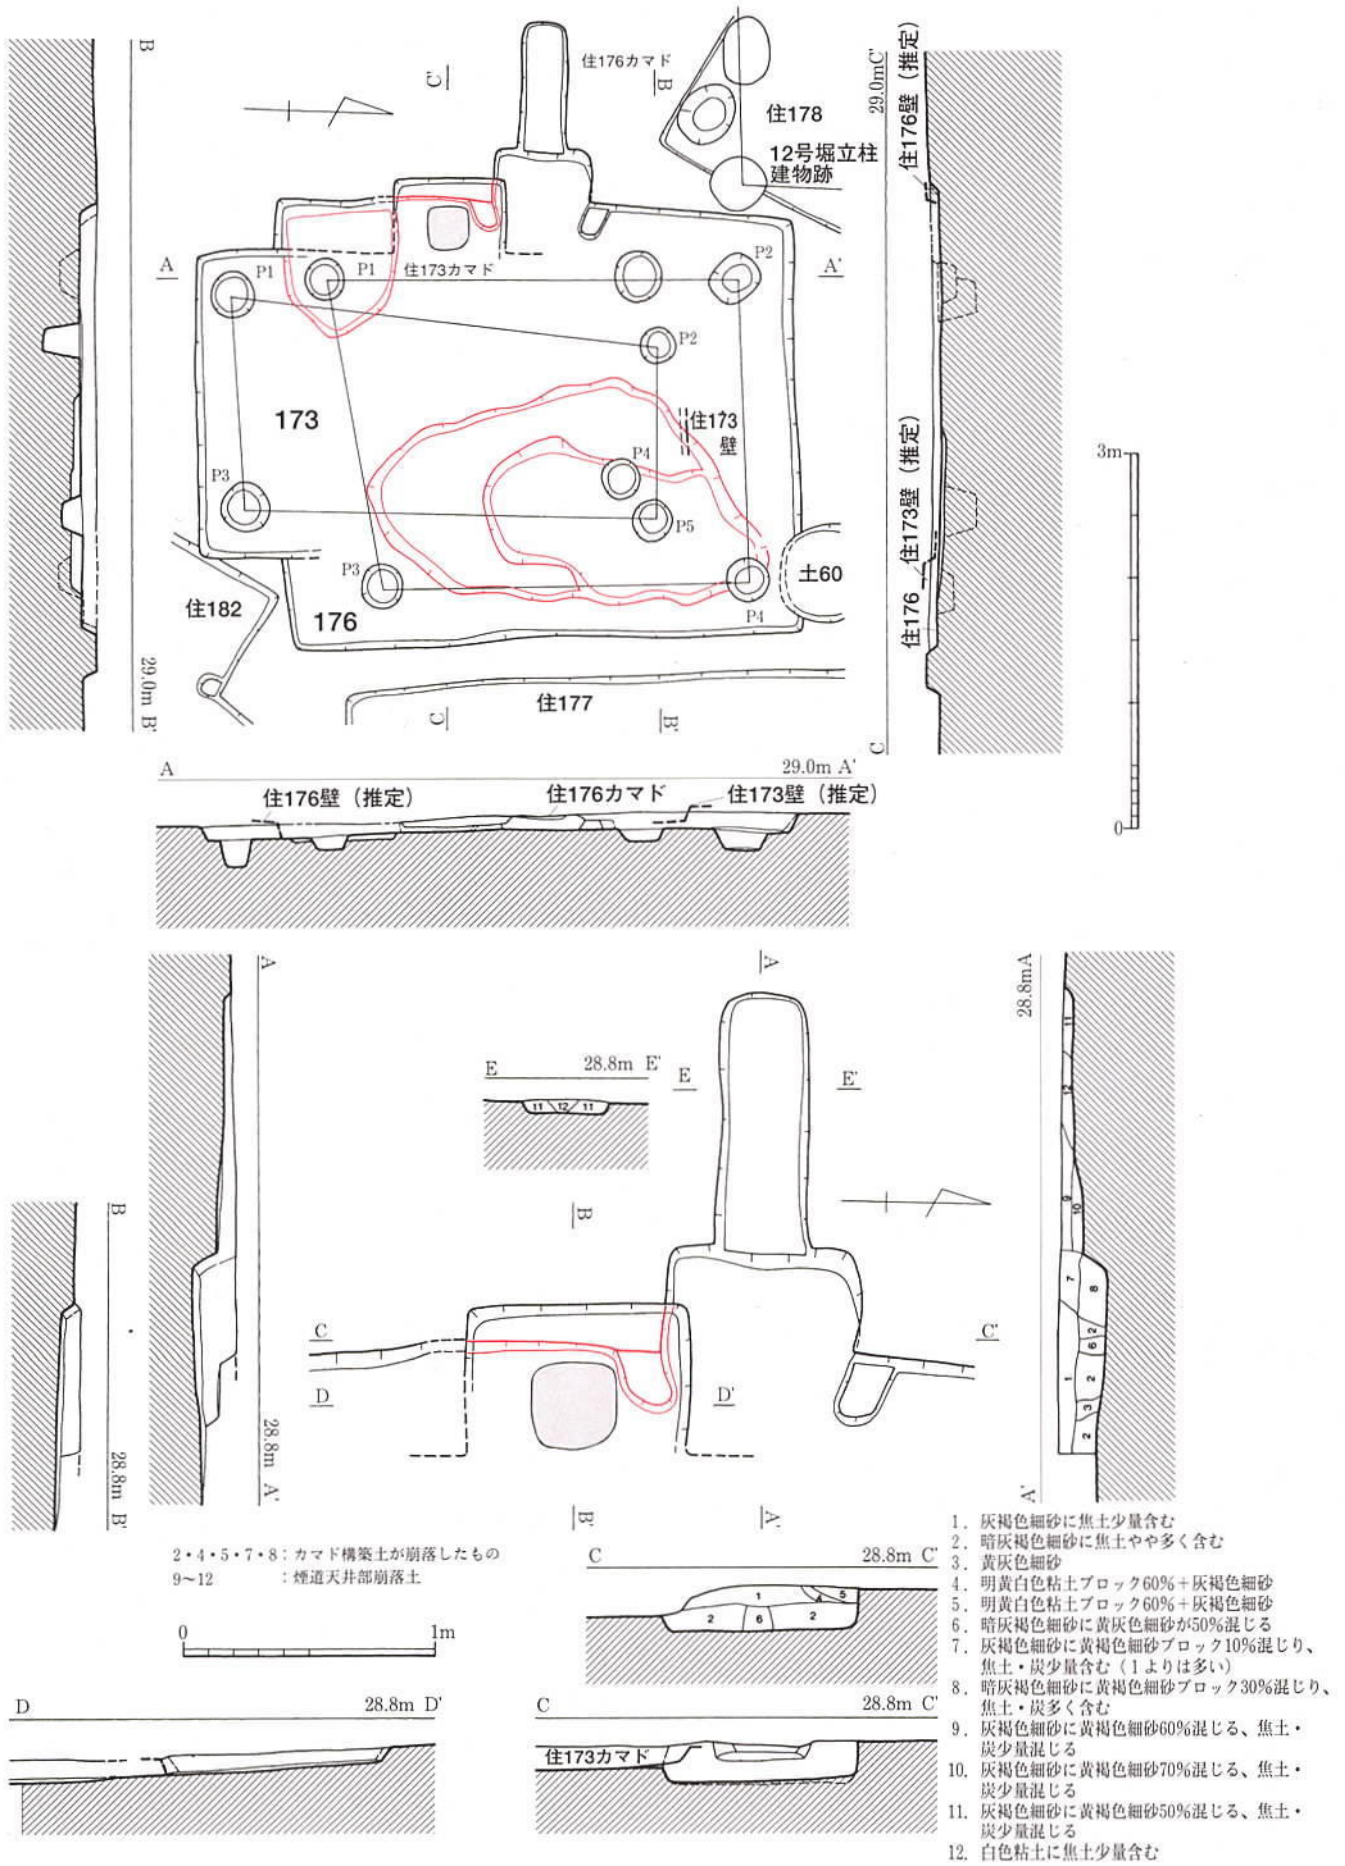 B
C'
住176カマド
B
住178
12号堀立柱
建物跡
29.0mC'
住176壁（推定）
A
P1
P1
住173カマド
P2
A'
P2
173
住173
壁
P4
P3
P5
住173壁（推定）
3m
P3
土60
住182
176
P4
住176
29.0m B'
住177
C
B'
C
0
A
29.0m A'
住176壁（推定）
住176カマド
住173壁（推定）
A
A
28.8mA
E
28.8m E'
E
E'
11 12 11
11
12
B
B
9
10
7
8
C
C'
2
6
1
2
D
D'
3
2
28.8m A'
28.8m B'
A'
B'
A'
2・4・5・7・8：カマド構築土が崩落したもの
9～12　：煙道天井部崩落土
0
1m
C
28.8m C'
1
4
5
2
6
2
D
28.8m D'
C
28.8m C'
住173カマド
1．灰褐色細砂に焦土少量含む
2．暗灰褐色細砂に焦土やや多く含む
3．黄灰色細砂
4．明黄白色粘土ブロック60%＋灰褐色細砂
5．明黄白色粘土ブロック60%＋灰褐色細砂
6．暗灰褐色細砂に黄灰色細砂が50%混じる
7．灰褐色細砂に黄褐色細砂ブロック10%混じり、
焦土・炭少量含む（1よりは多い）
8．暗灰褐色細砂に黄褐色細砂ブロック30%混じり、
焦土・炭多く含む
9．灰褐色細砂に黄褐色細砂60%混じる、焦土・
炭少量混じる
10．灰褐色細砂に黄褐色細砂70%混じる、焦土・
炭少量混じる
11．灰褐色細砂に黄褐色細砂50%混じる、焦土・
炭少量混じる
12．白色粘土に焦土少量含む